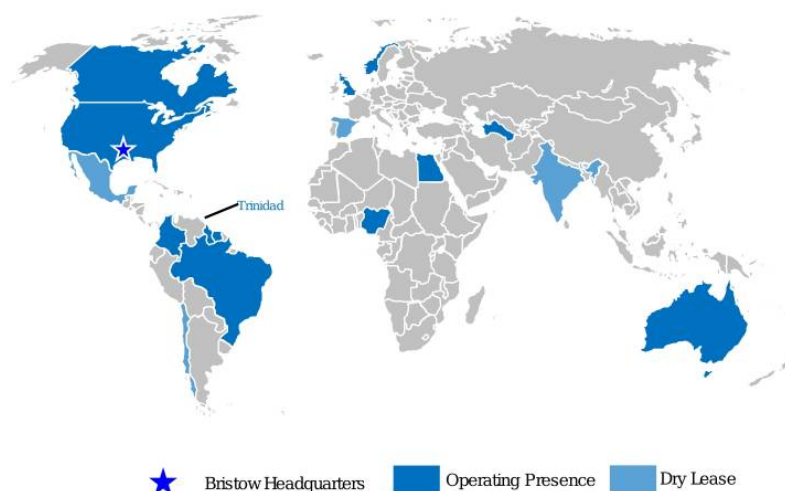 Trinidad
Bristow Headquarters
Operating Presence
Dry Lease